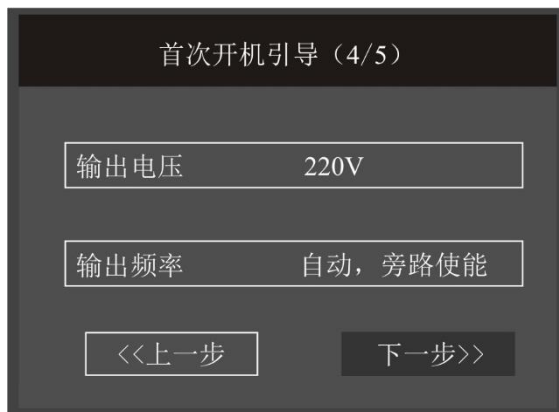 首次开机引导（4/5）
输出电压 220V
输出频率 自动，旁路使能
<<上一步 下一步>>